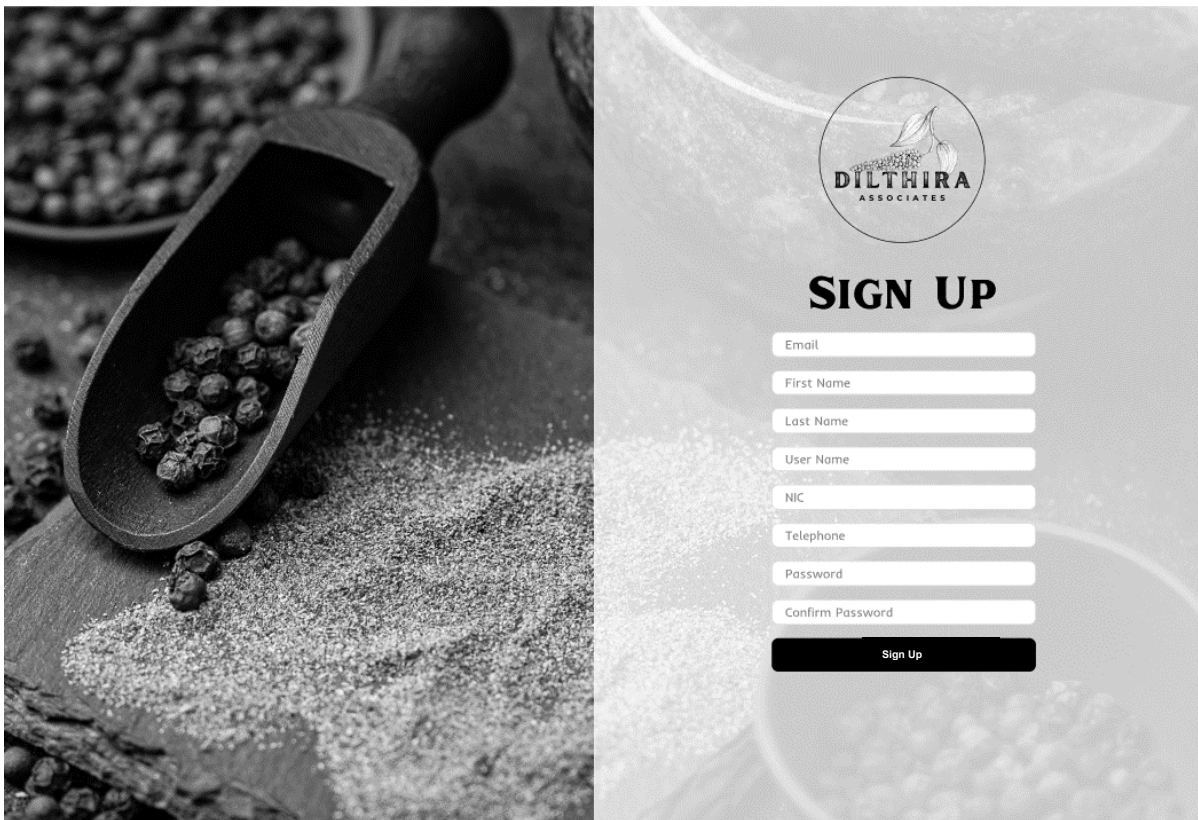 DILTHIRA
ASSOCIATES
SIGN UP
Email
First Name
Last Name
User Name
NIC
Telephone
Password
Confirm Password
Sign Up